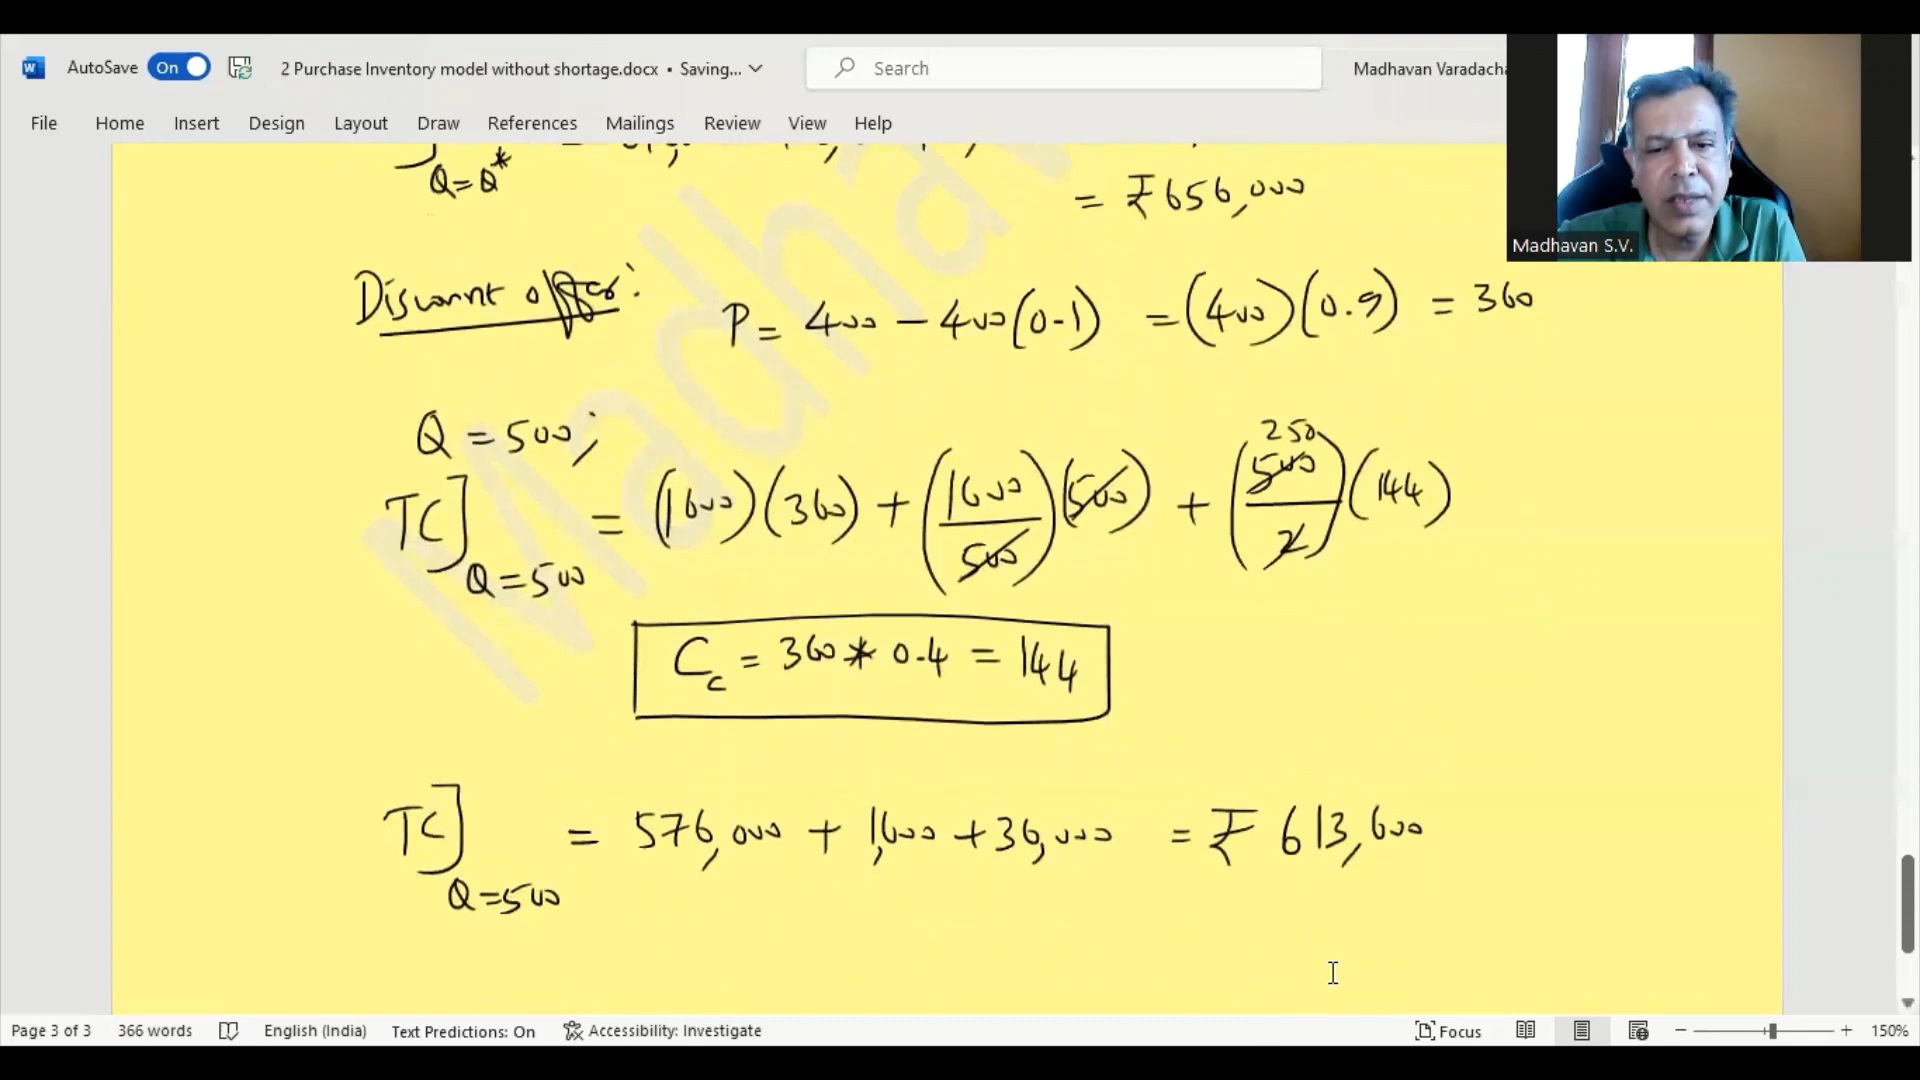 AutoSave On 2 Purchase Inventory model without shortage.docx • Saving... Search Madhavan Varadacha
File Home Insert Design Layout Draw References Mailings Review View Help
Madhavan S.V.
Q=Q*
= ₹656,000
Discount offer:
P = 400 - 400(0.1) = (400)(0.9) = 360
Q = 500;
TC]Q=500 = (1600)(360) + (1600/500)(500) + (500/2)(144)
250
Cc = 360 * 0.4 = 144
TC]Q=500 = 576,000 + 1,600 + 36,000 = ₹ 613,600
Madhav
Page 3 of 3 366 words English (India) Text Predictions: On Accessibility: Investigate Focus 150%